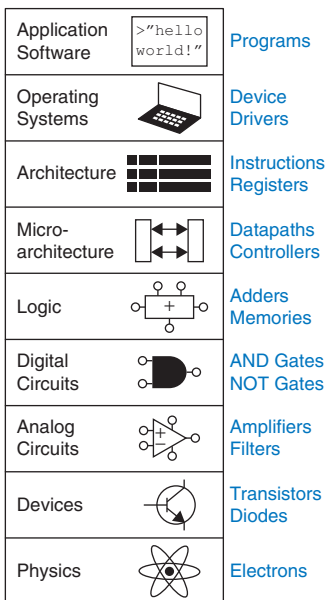 Application
Software
>"hello
world!"
Programs
Operating
Systems
Device
Drivers
Architecture
Instructions
Registers
Micro-
architecture
Datapaths
Controllers
Logic
+
Adders
Memories
Digital
Circuits
AND Gates
NOT Gates
Analog
Circuits
+
−
Amplifiers
Filters
Devices
Transistors
Diodes
Physics
Electrons